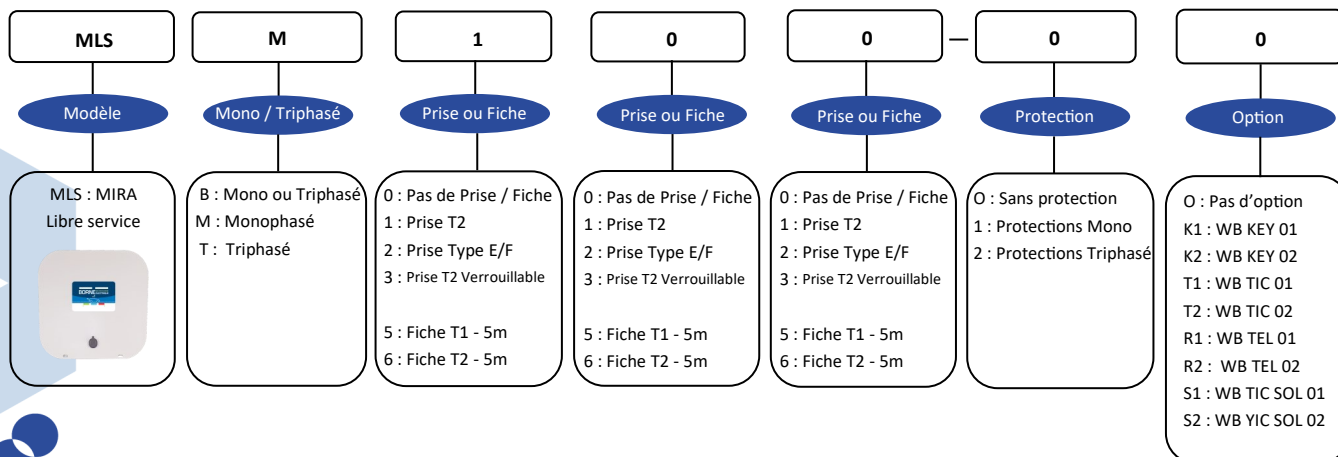 MLS M 1 0 0 — 0 0
Modèle
Mono / Triphasé
Prise ou Fiche
Prise ou Fiche
Prise ou Fiche
Protection
Option
MLS : MIRA
Libre service
BORNE
B : Mono ou Triphasé
M : Monophasé
T : Triphasé
0 : Pas de Prise / Fiche
1 : Prise T2
2 : Prise Type E/F
3 : Prise T2 Verrouillable
5 : Fiche T1 - 5m
6 : Fiche T2 - 5m
0 : Pas de Prise / Fiche
1 : Prise T2
2 : Prise Type E/F
3 : Prise T2 Verrouillable
5 : Fiche T1 - 5m
6 : Fiche T2 - 5m
0 : Pas de Prise / Fiche
1 : Prise T2
2 : Prise Type E/F
3 : Prise T2 Verrouillable
5 : Fiche T1 - 5m
6 : Fiche T2 - 5m
O : Sans protection
1 : Protections Mono
2 : Protections Triphasé
O : Pas d’option
K1 : WB KEY 01
K2 : WB KEY 02
T1 : WB TIC 01
T2 : WB TIC 02
R1 : WB TEL 01
R2 : WB TEL 02
S1 : WB TIC SOL 01
S2 : WB YIC SOL 02